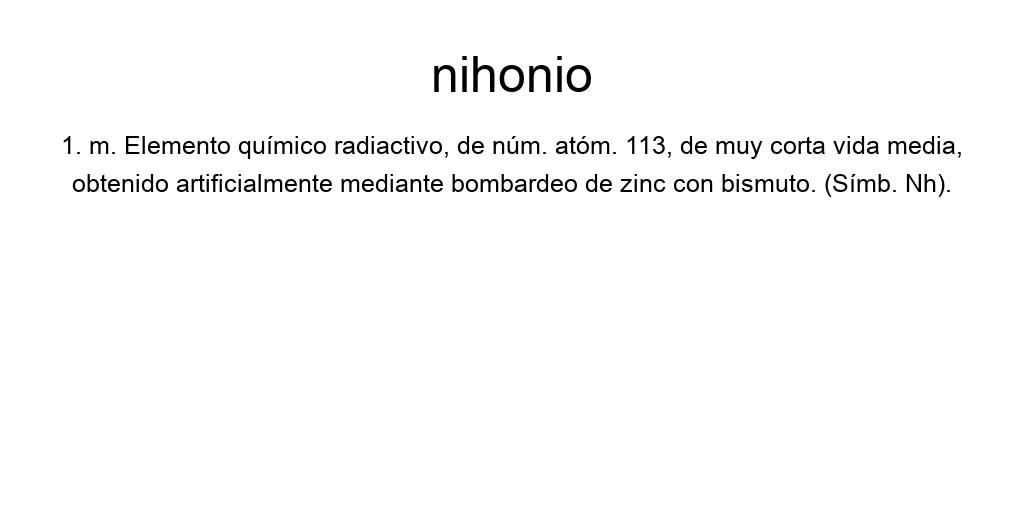 nihonio
1. m. Elemento químico radiactivo, de núm. atóm. 113, de muy corta vida media,
obtenido artificialmente mediante bombardeo de zinc con bismuto. (Símb. Nh).